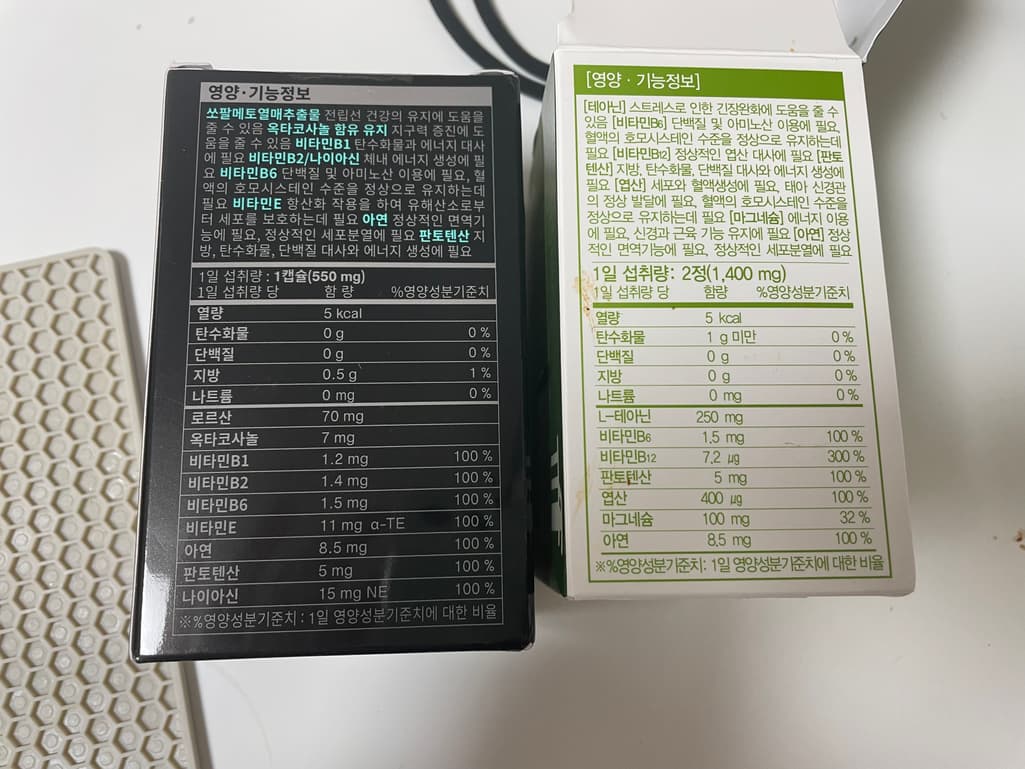 영양·기능정보
쏘팔메토열매추출물 전립선 건강의 유지에 도움을
줄 수 있음 옥타코사놀 함유 유지 지구력 증진에 도
움을 줄 수 있음 비타민B1 탄수화물과 에너지 대사
에 필요 비타민B2/나이아신 체내 에너지 생성에 필
요 비타민B6 단백질 및 아미노산 이용에 필요, 혈
액의 호모시스테인 수준을 정상으로 유지하는데
필요 비타민E 항산화 작용을 하여 유해산소로부
터 세포를 보호하는데 필요 아연 정상적인 면역기
능에 필요, 정상적인 세포분열에 필요 판토텐산 지
방, 탄수화물, 단백질 대사와 에너지 생성에 필요
1일 섭취량 : 1캡슐(550 mg)
1일 섭취량 당 함 량 %영양성분기준치
열량 5 kcal
탄수화물 0 g 0 %
단백질 0 g 0 %
지방 0.5 g 1 %
나트륨 0 mg 0 %
로르산 70 mg
옥타코사놀 7 mg
비타민B1 1.2 mg 100 %
비타민B2 1.4 mg 100 %
비타민B6 1.5 mg 100 %
비타민E 11 mg α-TE 100 %
아연 8.5 mg 100 %
판토텐산 5 mg 100 %
나이아신 15 mg NE 100 %
※%영양성분기준치 : 1일 영양성분기준치에 대한 비율
[영양·기능정보]
[테아닌] 스트레스로 인한 긴장완화에 도움을 줄 수
있음 [비타민B6] 단백질 및 아미노산 이용에 필요,
혈액의 호모시스테인 수준을 정상으로 유지하는데
필요 [비타민B12] 정상적인 엽산 대사에 필요 [판토
텐산] 지방, 탄수화물, 단백질 대사와 에너지 생성에
필요 [엽산] 세포와 혈액생성에 필요, 태아 신경관
의 정상 발달에 필요, 혈액의 호모시스테인 수준을
정상으로 유지하는데 필요 [마그네슘] 에너지 이용
에 필요, 신경과 근육 기능 유지에 필요 [아연] 정상
적인 면역기능에 필요, 정상적인 세포분열에 필요
1일 섭취량: 2정(1,400 mg)
1일 섭취량 당 함량 %영양성분기준치
열량 5 kcal
탄수화물 1 g 미만 0 %
단백질 0 g 0 %
지방 0 g 0 %
나트륨 0 mg 0 %
L-테아닌 250 mg
비타민B6 1.5 mg 100 %
비타민B12 7.2 μg 300 %
판토텐산 5 mg 100 %
엽산 400 μg 100 %
마그네슘 100 mg 32 %
아연 8.5 mg 100 %
※%영양성분기준치: 1일 영양성분기준치에 대한 비율